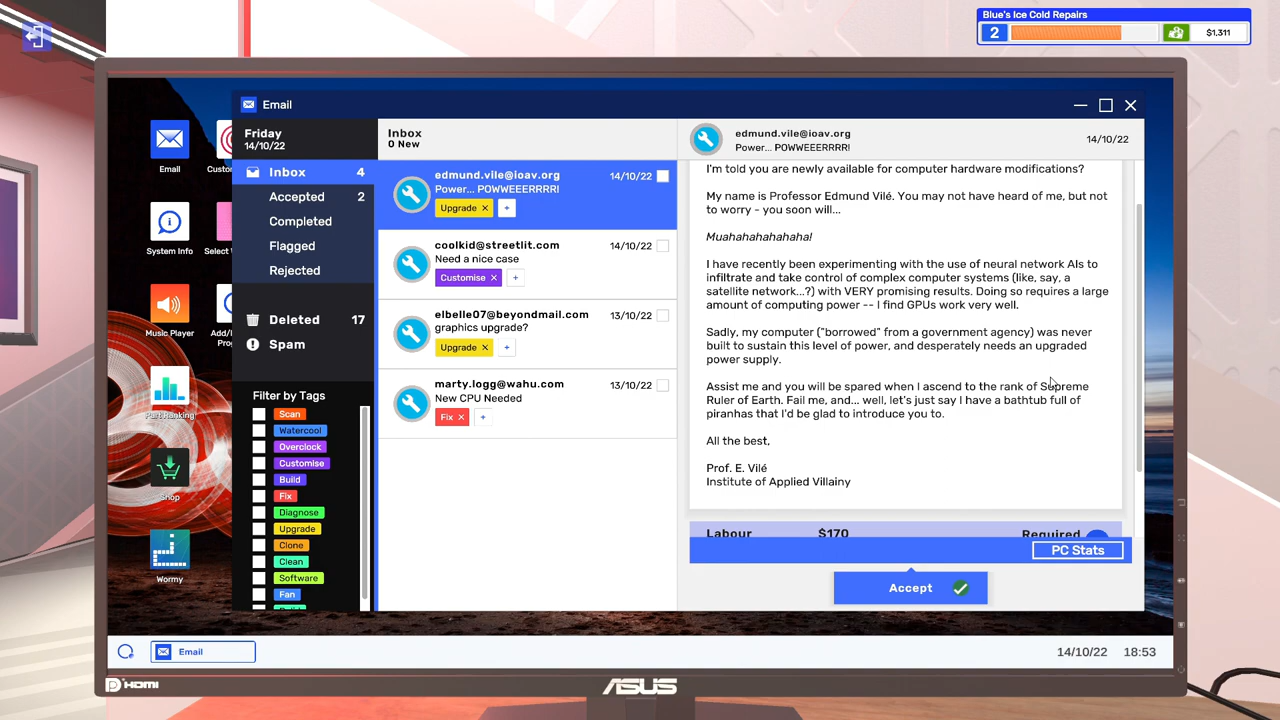 Blue's Ice Cold Repairs
2
$1,311
Email
Friday
14/10/22
Inbox 4
Accepted 2
Completed
Flagged
Rejected
Deleted 17
Spam
Filter by Tags
Scan
Watercool
Overclock
Customise
Build
Fix
Diagnose
Upgrade
Clone
Clean
Software
Fan
Email
System Info
Select
Music Player
Add/
Prog
Part Ranking
Shop
Wormy
Inbox
0 New
edmund.vile@ioav.org 14/10/22
Power... POWWEEERRRR!
Upgrade × +
coolkid@streetlit.com 14/10/22
Need a nice case
Customise × +
elbelle07@beyondmail.com 13/10/22
graphics upgrade?
Upgrade × +
marty.logg@wahu.com 13/10/22
New CPU Needed
Fix × +
edmund.vile@ioav.org 14/10/22
Power... POWWEEERRRR!
I'm told you are newly available for computer hardware modifications?
My name is Professor Edmund Vilé. You may not have heard of me, but not
to worry - you soon will...
Muahahahahahaha!
I have recently been experimenting with the use of neural network AIs to
infiltrate and take control of complex computer systems (like, say, a
satellite network...?) with VERY promising results. Doing so requires a large
amount of computing power -- I find GPUs work very well.
Sadly, my computer ("borrowed" from a government agency) was never
built to sustain this level of power, and desperately needs an upgraded
power supply.
Assist me and you will be spared when I ascend to the rank of Supreme
Ruler of Earth. Fail me, and... well, let's just say I have a bathtub full of
piranhas that I'd be glad to introduce you to.
All the best,
Prof. E. Vilé
Institute of Applied Villainy
Labour $170 Required
PC Stats
Accept
Email
14/10/22 18:53
HDMI
ASUS